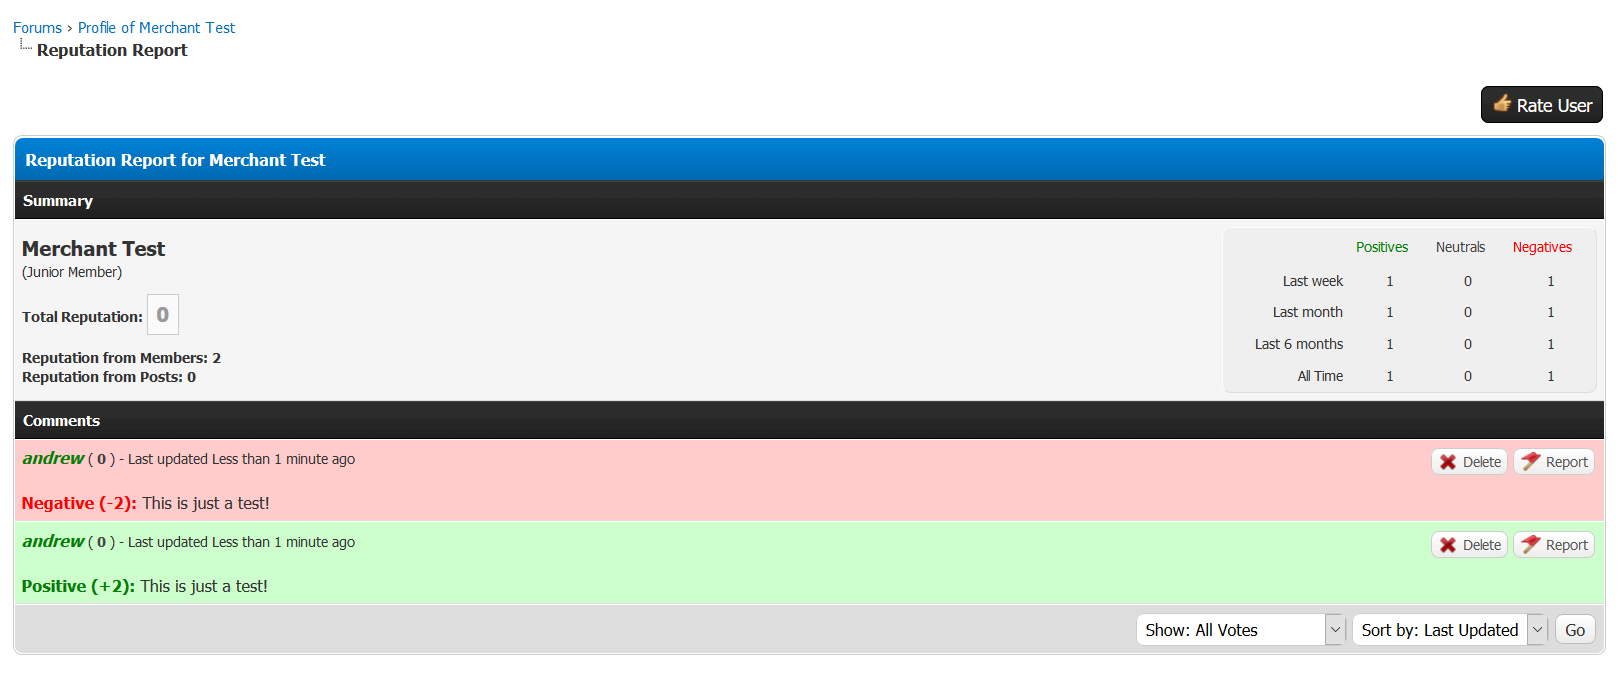 Forums › Profile of Merchant Test
Reputation Report
Rate User
Reputation Report for Merchant Test
Summary
Merchant Test
(Junior Member)
Total Reputation: 0
Reputation from Members: 2
Reputation from Posts: 0
Positives Neutrals Negatives
Last week 1 0 1
Last month 1 0 1
Last 6 months 1 0 1
All Time 1 0 1
Comments
andrew ( 0 ) - Last updated Less than 1 minute ago Delete Report
Negative (-2): This is just a test!
andrew ( 0 ) - Last updated Less than 1 minute ago Delete Report
Positive (+2): This is just a test!
Show: All Votes Sort by: Last Updated Go